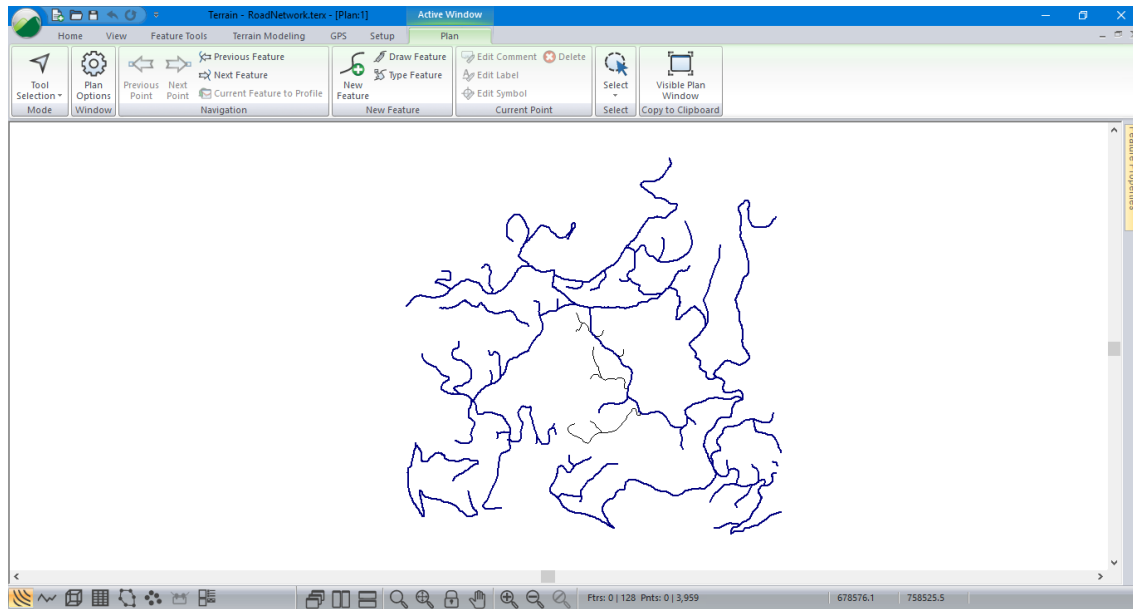 Terrain - RoadNetwork.terx - [Plan:1]
Active Window
Home View Feature Tools Terrain Modeling GPS Setup Plan
Tool Selection
Mode
Plan Options
Window
Previous Point
Next Point
Previous Feature
Next Feature
Current Feature to Profile
Navigation
New Feature
Draw Feature
Type Feature
New Feature
Edit Comment Delete
Edit Label
Edit Symbol
Current Point
Select
Select
Visible Plan Window
Copy to Clipboard
Feature Properties
Ftrs: 0 | 128 Pnts: 0 | 3,959 678576.1 758525.5